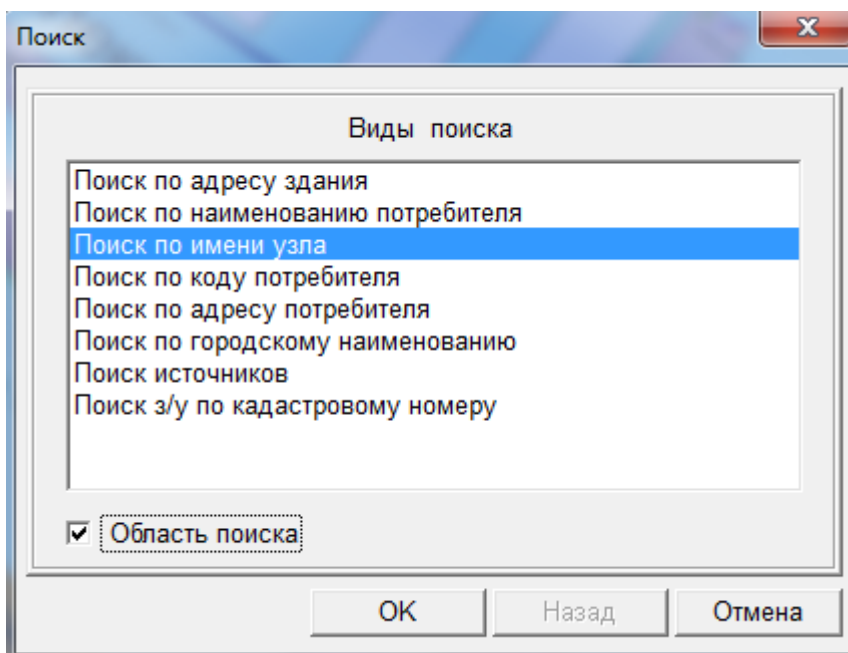 Поиск
Виды поиска
Поиск по адресу здания
Поиск по наименованию потребителя
Поиск по имени узла
Поиск по коду потребителя
Поиск по адресу потребителя
Поиск по городскому наименованию
Поиск источников
Поиск з/у по кадастровому номеру
Область поиска
OK Назад Отмена